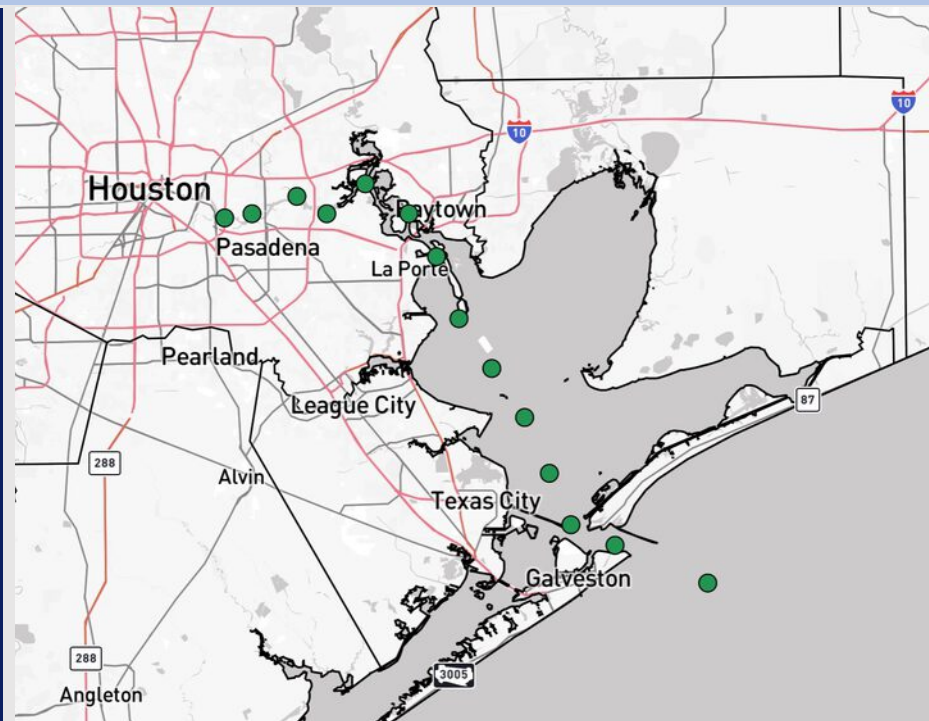 10
10
Houston
Baytown
Pasadena
La Porte
Pearland
League City
87
288
Alvin
Texas City
Galveston
288
3005
Angleton